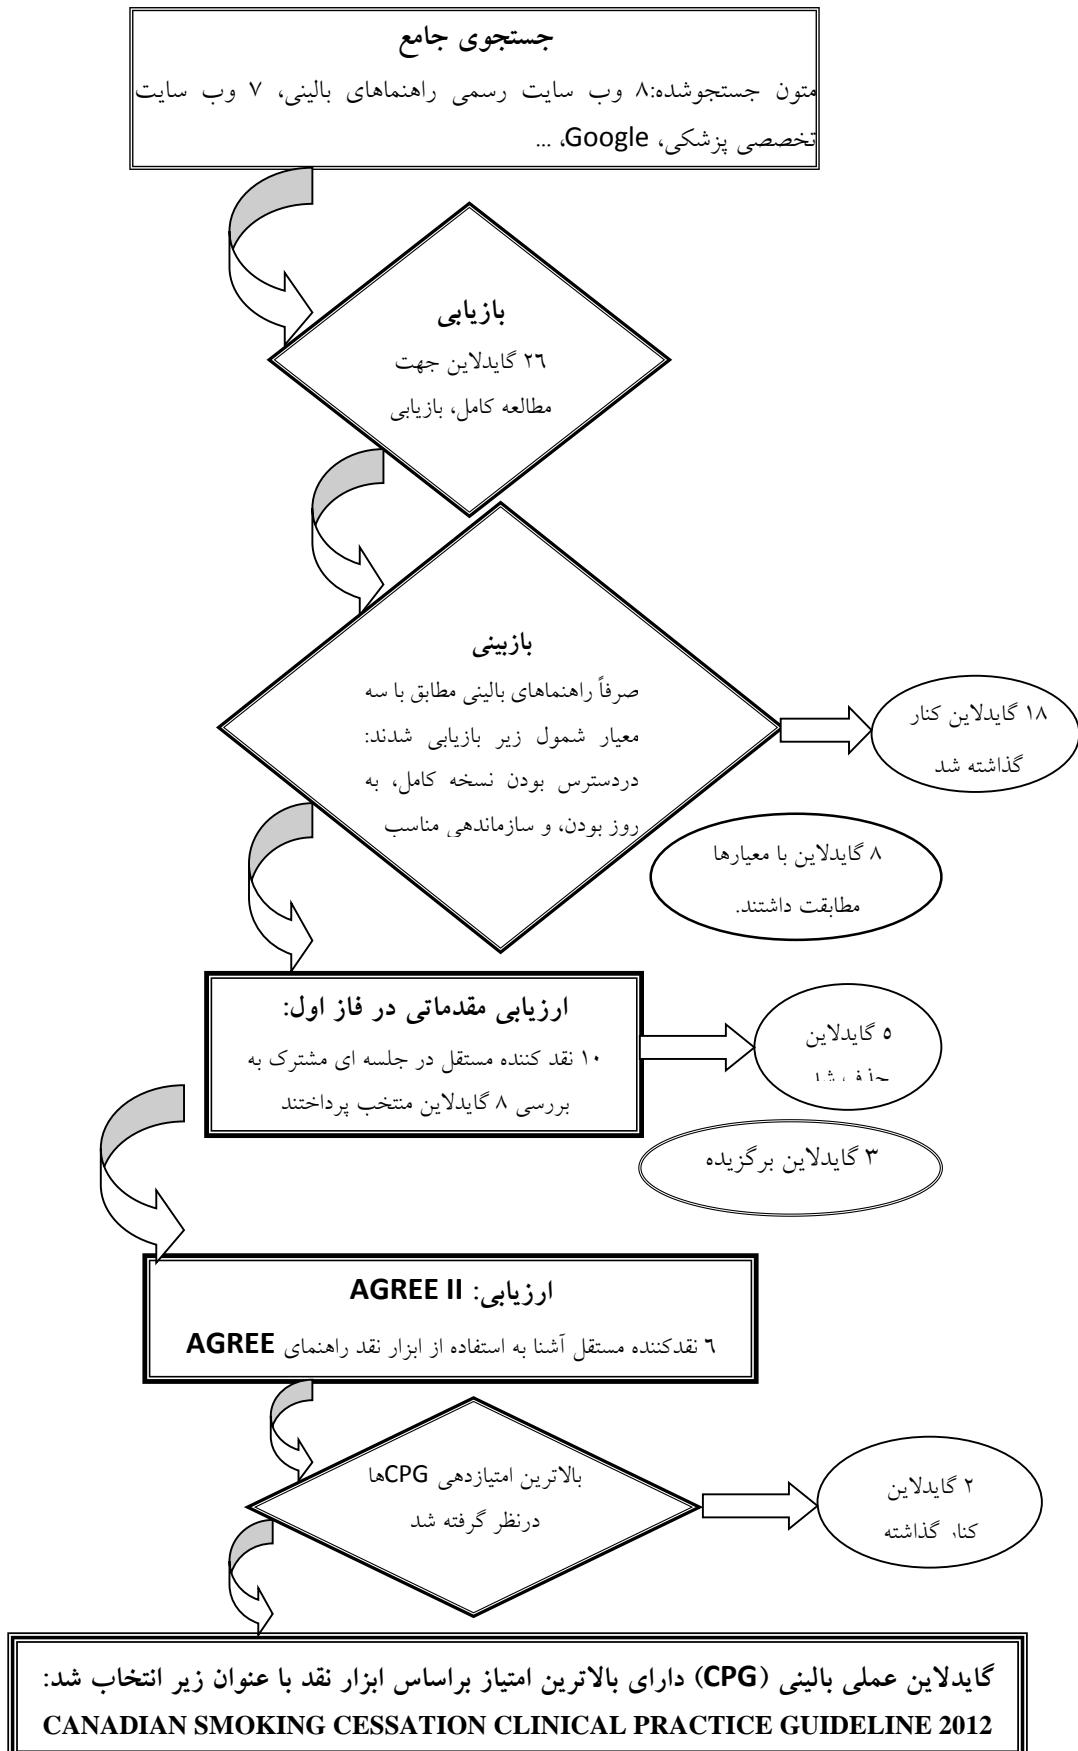 جستجوی جامع
متون جستجوشده:۸ وب سایت رسمی راهنماهای بالینی، ۷ وب سایت
تخصصی پزشکی، Google، ...
بازیابی
۲٦ گایدلاین جهت
مطالعه کامل، بازیابی
بازبینی
صرفاً راهنماهای بالینی مطابق با سه
معیار شمول زیر بازیابی شدند:
دردسترس بودن نسخه کامل، به
روز بودن، و سازماندهی مناسب
۱۸ گایدلاین کنار
گذاشته شد
۸ گایدلاین با معیارها
مطابقت داشتند.
ارزیابی مقدماتی در فاز اول:
۱۰ نقد کننده مستقل در جلسه ای مشترک به
بررسی ۸ گایدلاین منتخب پرداختند
٥ گایدلاین
حذف شد
۳ گایدلاین برگزیده
ارزیابی: AGREE II
٦ نقدکننده مستقل آشنا به استفاده از ابزار نقد راهنمای AGREE
بالاترین امتیازدهی CPGها
درنظر گرفته شد
۲ گایدلاین
کنار گذاشته
گایدلاین عملی بالینی (CPG) دارای بالاترین امتیاز براساس ابزار نقد با عنوان زیر انتخاب شد:
CANADIAN SMOKING CESSATION CLINICAL PRACTICE GUIDELINE 2012